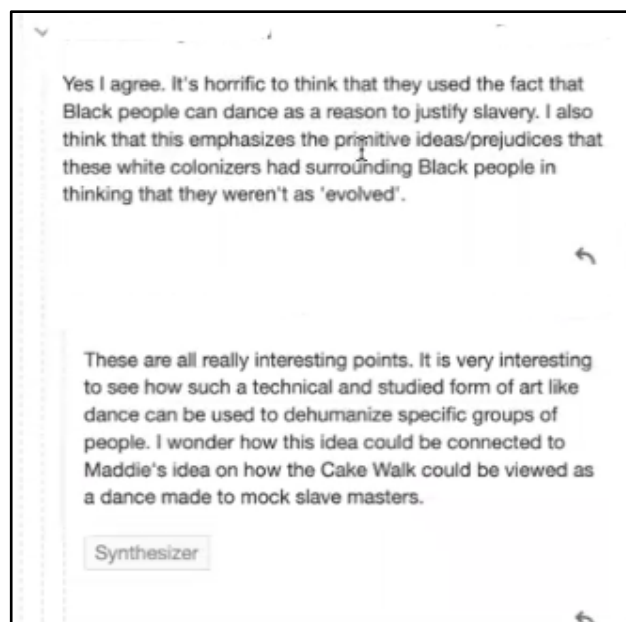 Yes I agree. It's horrific to think that they used the fact that
Black people can dance as a reason to justify slavery. I also
think that this emphasizes the primitive ideas/prejudices that
these white colonizers had surrounding Black people in
thinking that they weren't as 'evolved'.
These are all really interesting points. It is very interesting
to see how such a technical and studied form of art like
dance can be used to dehumanize specific groups of
people. I wonder how this idea could be connected to
Maddie's idea on how the Cake Walk could be viewed as
a dance made to mock slave masters.
Synthesizer